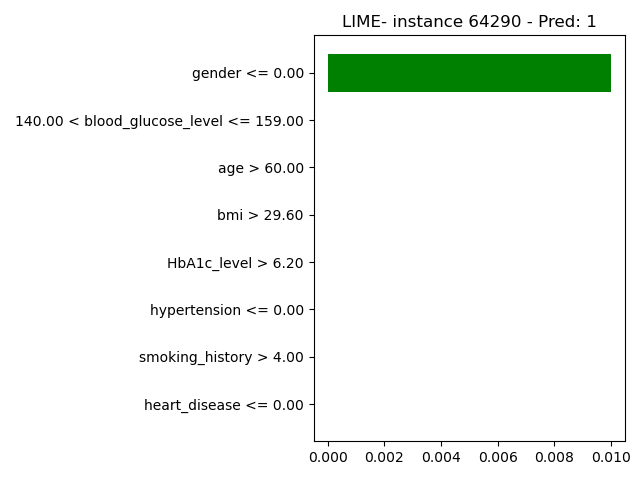 LIME- instance 64290 - Pred: 1
gender <= 0.00
140.00 < blood_glucose_level <= 159.00
age > 60.00
bmi > 29.60
HbA1c_level > 6.20
hypertension <= 0.00
smoking_history > 4.00
heart_disease <= 0.00
0.000 0.002 0.004 0.006 0.008 0.010